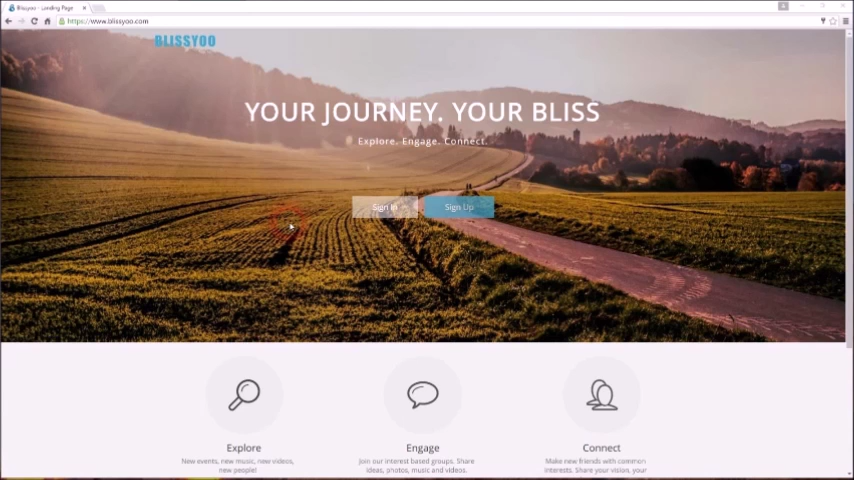 Blissyoo - Landing Page
https://www.blissyoo.com
BLISSYOO
YOUR JOURNEY. YOUR BLISS
Explore. Engage. Connect.
Sign In
Sign Up
Explore
New events, new music, new videos,
new people!
Engage
Join our interest based groups. Share
ideas, photos, music and videos.
Connect
Make new friends with common
interests. Share your vision, your